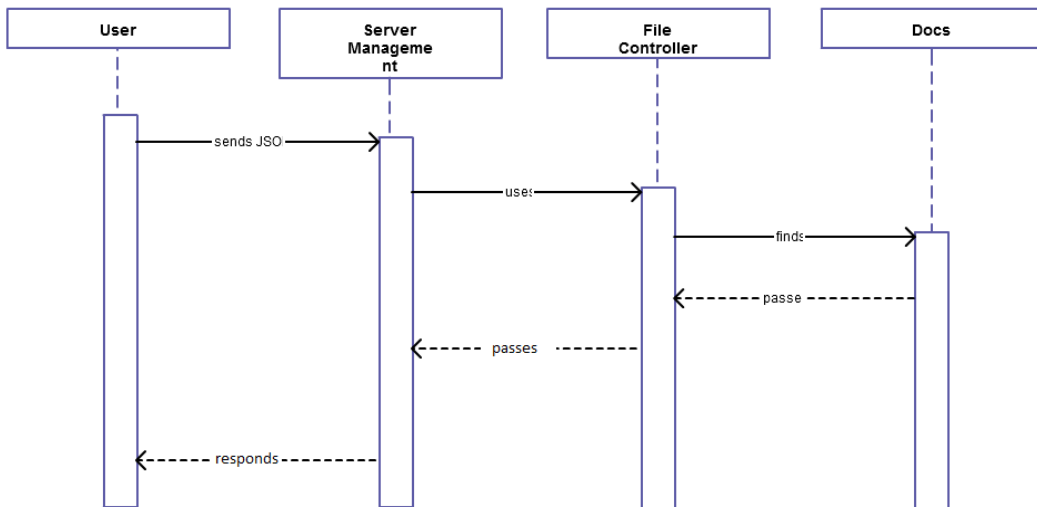 User
Server
Manageme
nt
File
Controller
Docs
sends JSO
uses
finds
passe
passes
responds